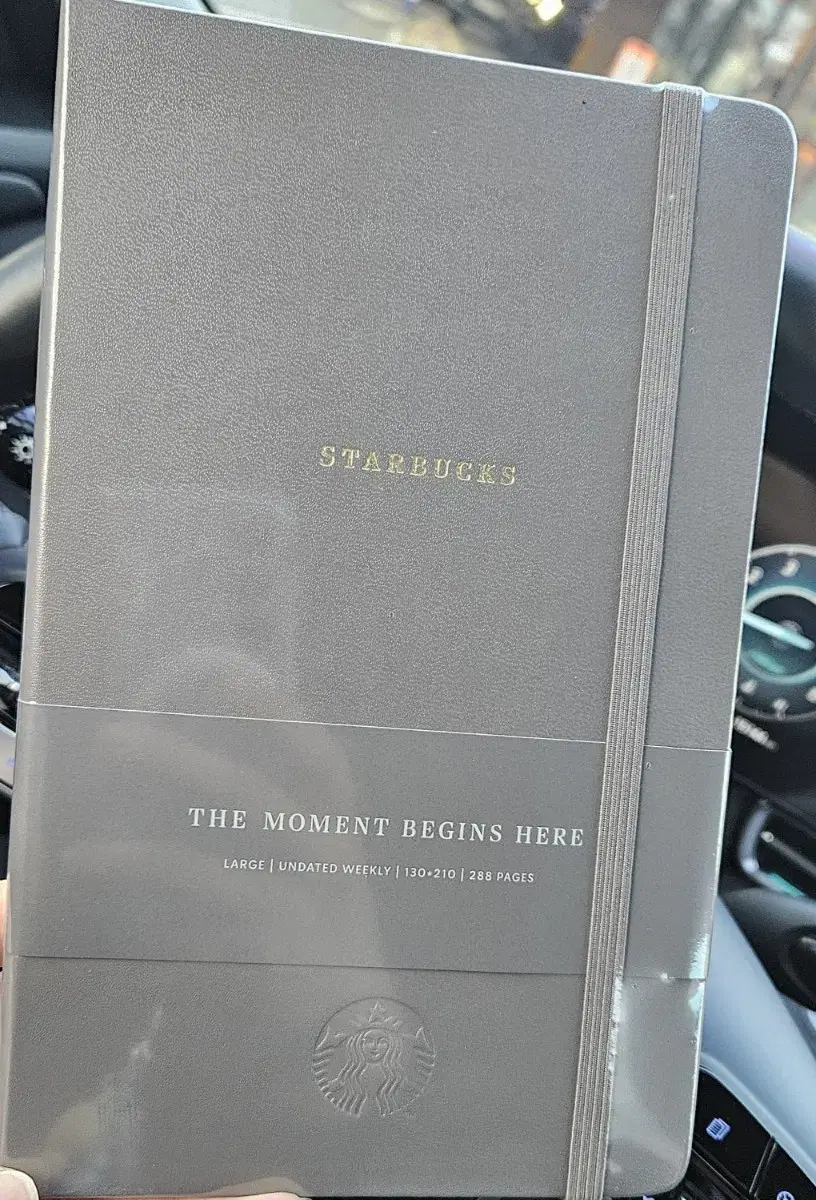 STARBUCKS
THE MOMENT BEGINS HERE
LARGE | UNDATED WEEKLY | 130*210 | 288 PAGES